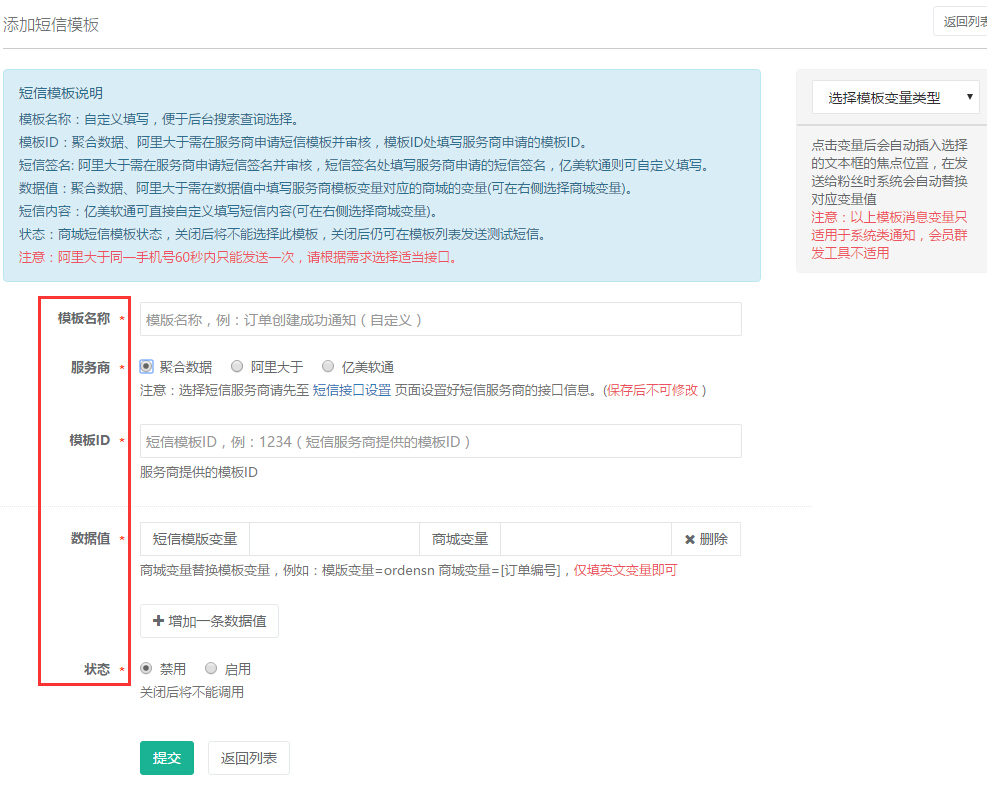 添加短信模板
返回列表
短信模板说明
模板名称：自定义填写，便于后台搜索查询选择。
模板ID：聚合数据、阿里大于需在服务商申请短信模板并审核，模板ID处填写服务商申请的模板ID。
短信签名: 阿里大于需在服务商申请短信签名并审核，短信签名处填写服务商申请的短信签名，亿美软通则可自定义填写。
数据值：聚合数据、阿里大于需在数据值中填写服务商模板变量对应的商城的变量(可在右侧选择商城变量)。
短信内容：亿美软通可直接自定义填写短信内容(可在右侧选择商城变量)。
状态：商城短信模板状态，关闭后将不能选择此模板，关闭后仍可在模板列表发送测试短信。
注意：阿里大于同一手机号60秒内只能发送一次，请根据需求选择适当接口。
选择模板变量类型
点击变量后会自动插入选择
的文本框的焦点位置，在发
送给粉丝时系统会自动替换
对应变量值
注意：以上模板消息变量只
适用于系统类通知，会员群
发工具不适用
模板名称 *
模版名称，例：订单创建成功通知（自定义）
服务商 *
聚合数据 阿里大于 亿美软通
注意：选择短信服务商请先至 短信接口设置 页面设置好短信服务商的接口信息。(保存后不可修改）
模板ID *
短信模板ID，例：1234（短信服务商提供的模板ID）
服务商提供的模板ID
数据值 *
短信模版变量 商城变量 ✖ 删除
商城变量替换模板变量，例如：模版变量=ordensn 商城变量=[订单编号]，仅填英文变量即可
✚ 增加一条数据值
状态 *
禁用 启用
关闭后将不能调用
提交 返回列表